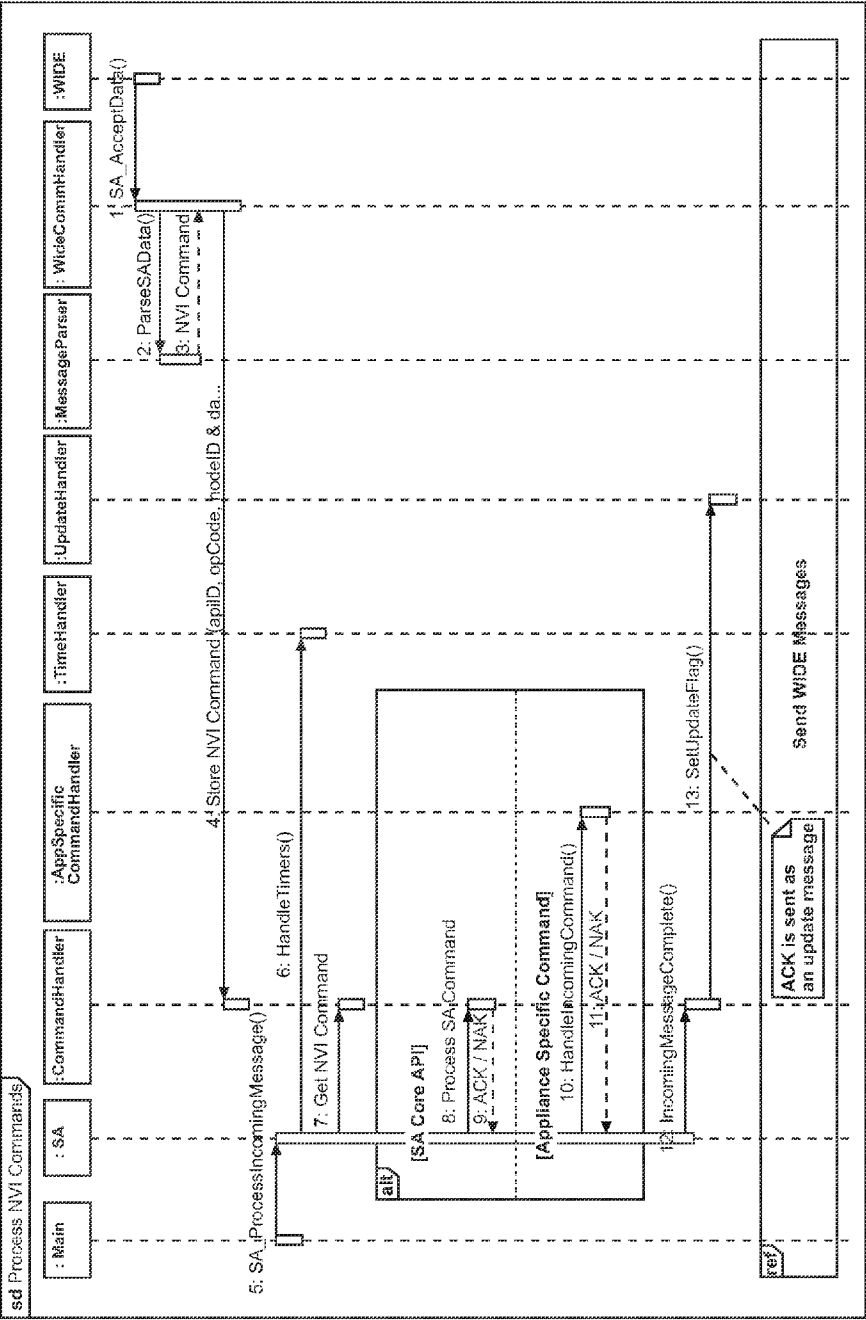 sd Process NVI Commands
: Main
: SA
:CommandHandler
:AppSpecific
CommandHandler
:TimeHandler
:UpdateHandler
:MessageParser
: WideCommHandler
:WIDE
1: SA_AcceptData()
2: ParseSAData()
3: NVI Command
4: Store NVI Command (apiID, opCode, nodeID & da...
5: SA_ProcessIncomingMessage()
6: HandleTimers()
7: Get NVI Command
alt
[SA Core API]
8: Process SA Command
9: ACK / NAK
[Appliance Specific Command]
10: HandleIncomingCommand()
11: ACK / NAK
12: IncomingMessageComplete()
13: SetUpdateFlag()
ACK is sent as
an update message
ref
Send WIDE Messages